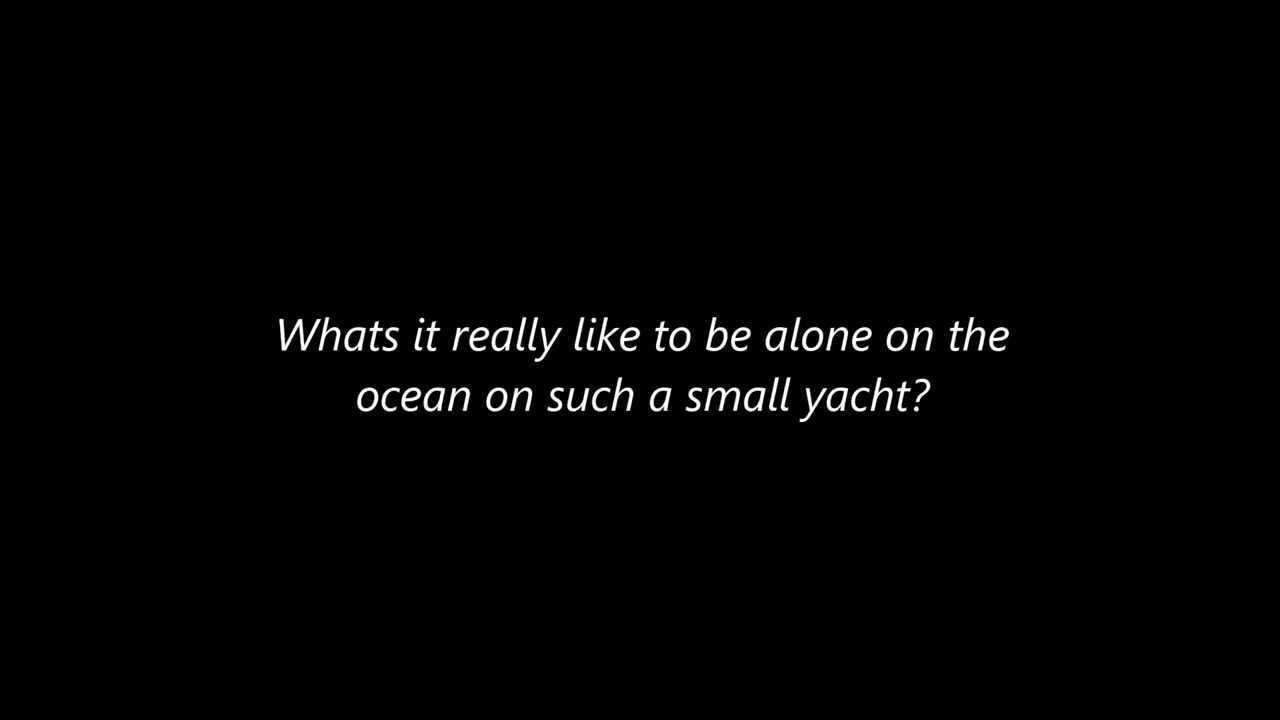 Whats it really like to be alone on the
ocean on such a small yacht?